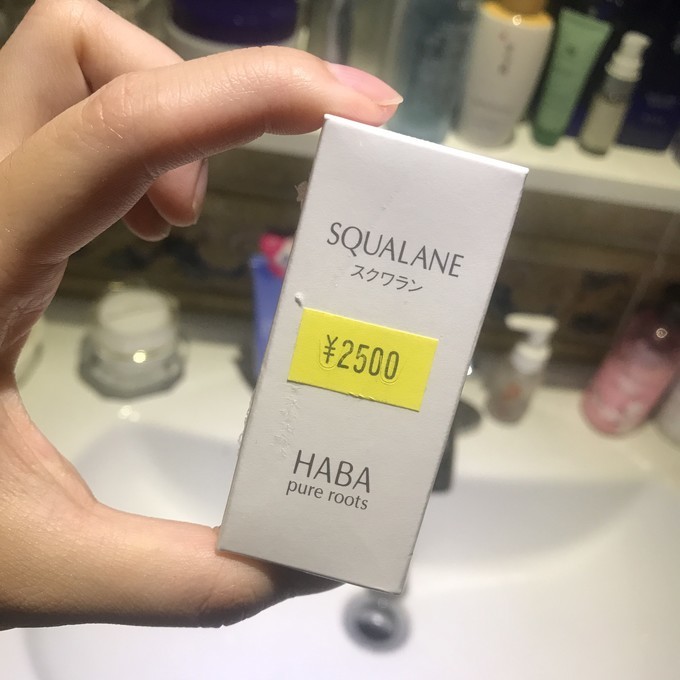 SQUALANE
スクワラン
¥2500
HABA
pure roots